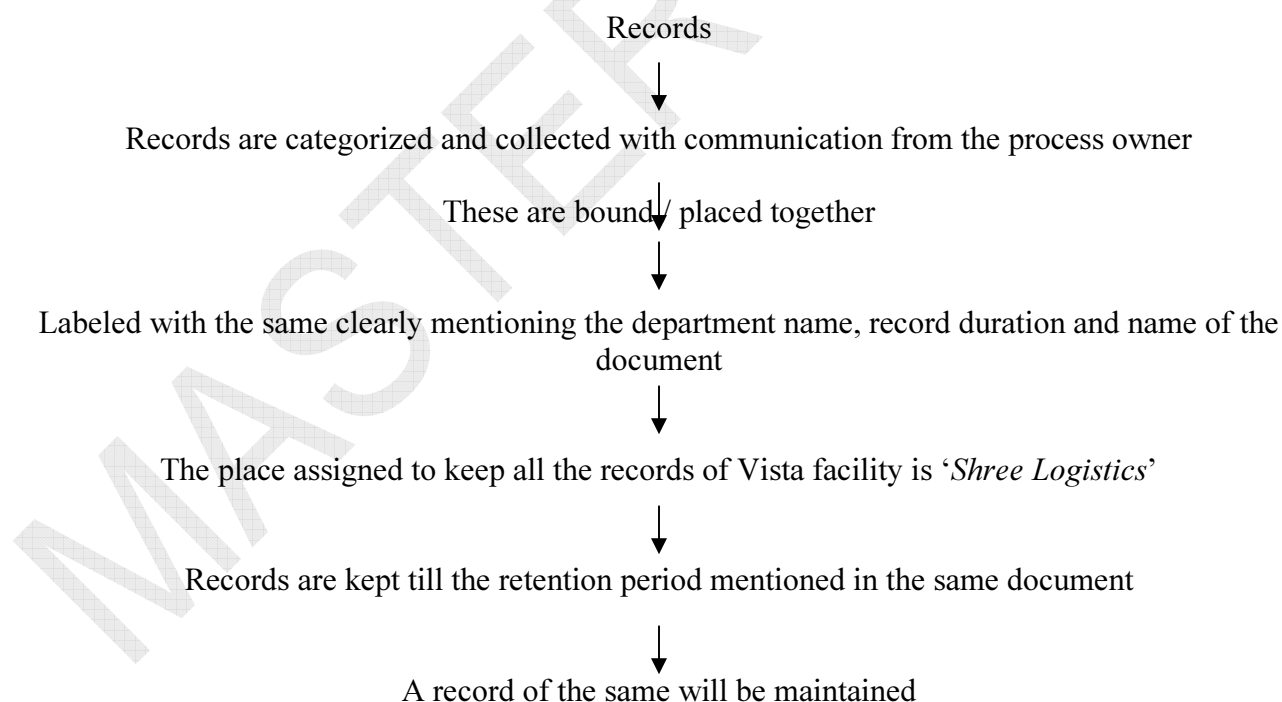 Records
Records are categorized and collected with communication from the process owner
These are bound / placed together
Labeled with the same clearly mentioning the department name, record duration and name of the
document
The place assigned to keep all the records of Vista facility is ‘Shree Logistics’
Records are kept till the retention period mentioned in the same document
A record of the same will be maintained
MASTER